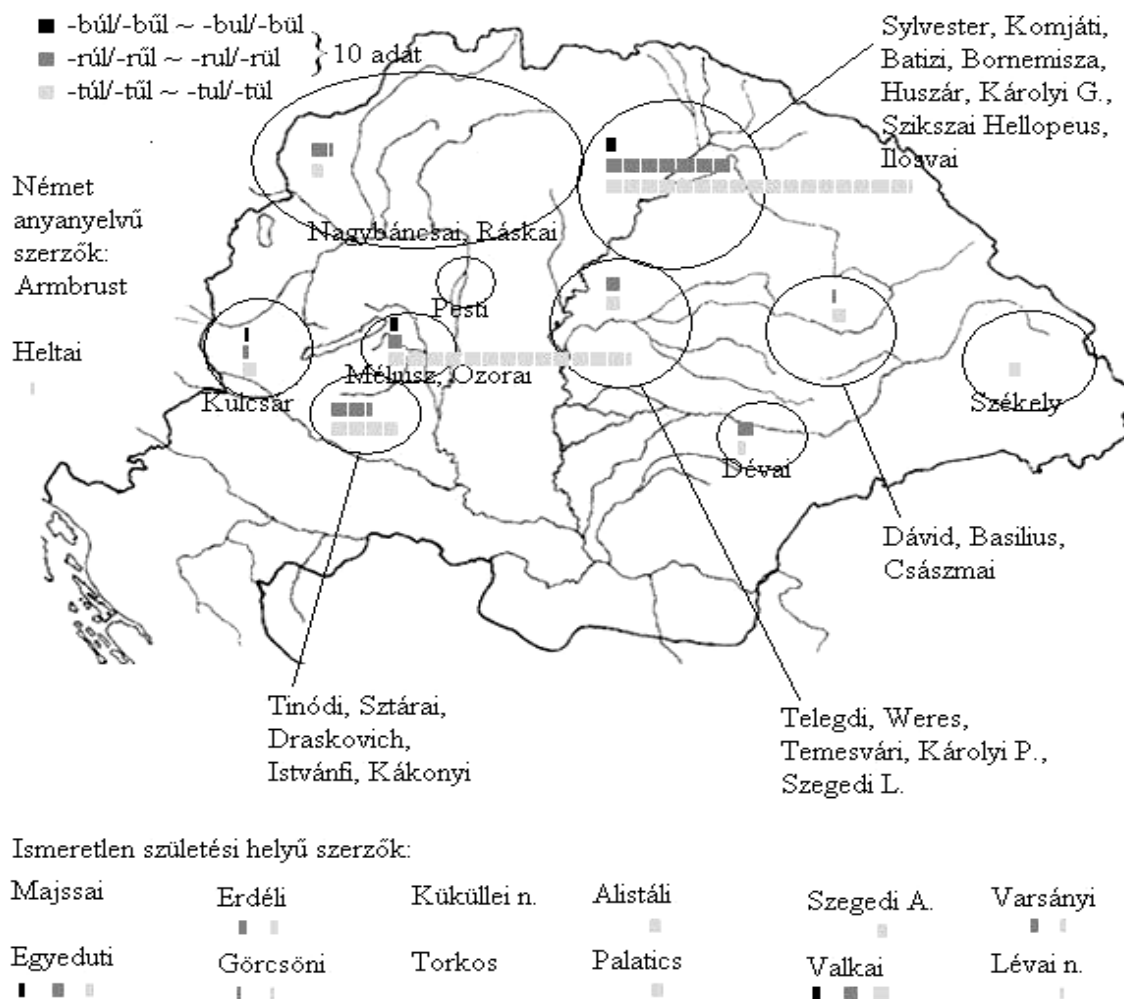 -búl/-bűl ~ -bul/-bül
-rúl/-rűl ~ -rul/-rül
-túl/-tűl ~ -tul/-tül
10 adat
Sylvester, Komjáti,
Batizi, Bornemisza,
Huszár, Károlyi G.,
Szikszai Hellopeus,
Ilosvai
Német
anyanyelvű
szerzők:
Armbrust
Heltai
Nagybáncsai, Ráskai
Pesti
Kulcsár
Méliusz, Ozorai
Székely
Dévai
Dávid, Basilius,
Császmai
Tinódi, Sztárai,
Draskovich,
Istvánfi, Kákonyi
Telegdi, Weres,
Temesvári, Károlyi P.,
Szegedi L.
Ismeretlen születési helyű szerzők:
Majssai
Erdéli
Küküllei n.
Alistáli
Szegedi A.
Varsányi
Egyeduti
Görcsöni
Torkos
Palatics
Valkai
Lévai n.